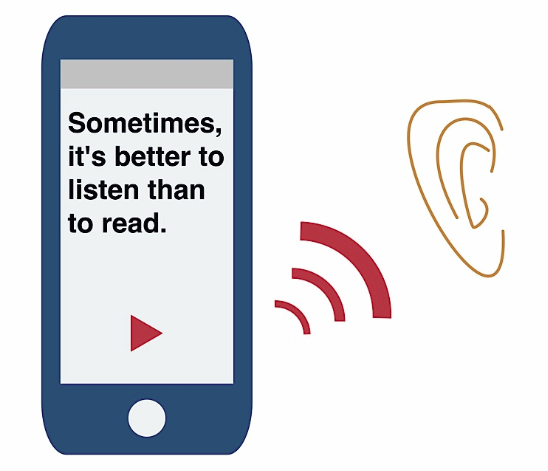 Sometimes,
it's better to
listen than
to read.